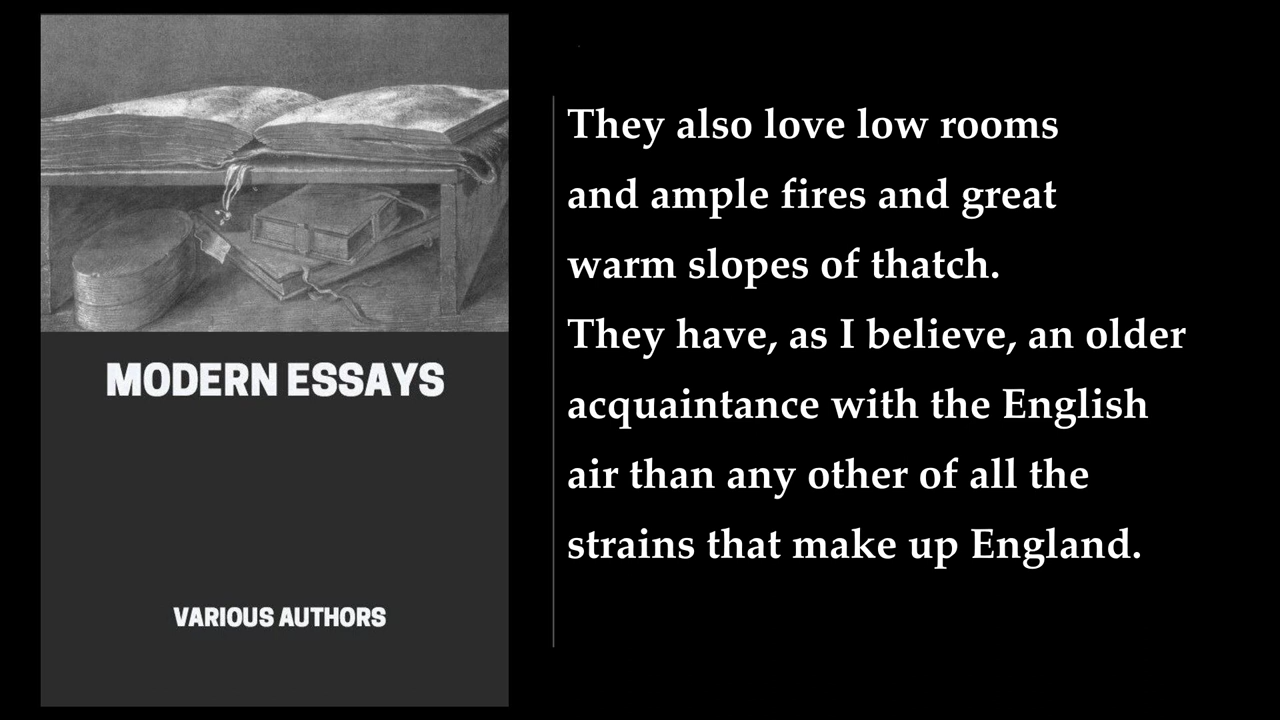 MODERN ESSAYS
VARIOUS AUTHORS
They also love low rooms
and ample fires and great
warm slopes of thatch.
They have, as I believe, an older
acquaintance with the English
air than any other of all the
strains that make up England.